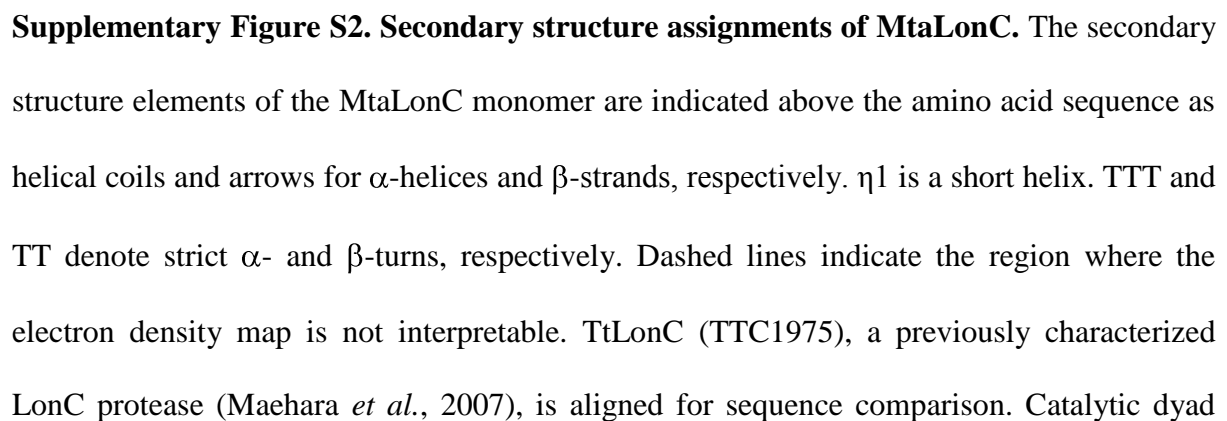 Supplementary Figure S2. Secondary structure assignments of MtaLonC. The secondary
structure elements of the MtaLonC monomer are indicated above the amino acid sequence as
helical coils and arrows for α-helices and β-strands, respectively. η1 is a short helix. TTT and
TT denote strict α- and β-turns, respectively. Dashed lines indicate the region where the
electron density map is not interpretable. TtLonC (TTC1975), a previously characterized
LonC protease (Maehara et al., 2007), is aligned for sequence comparison. Catalytic dyad